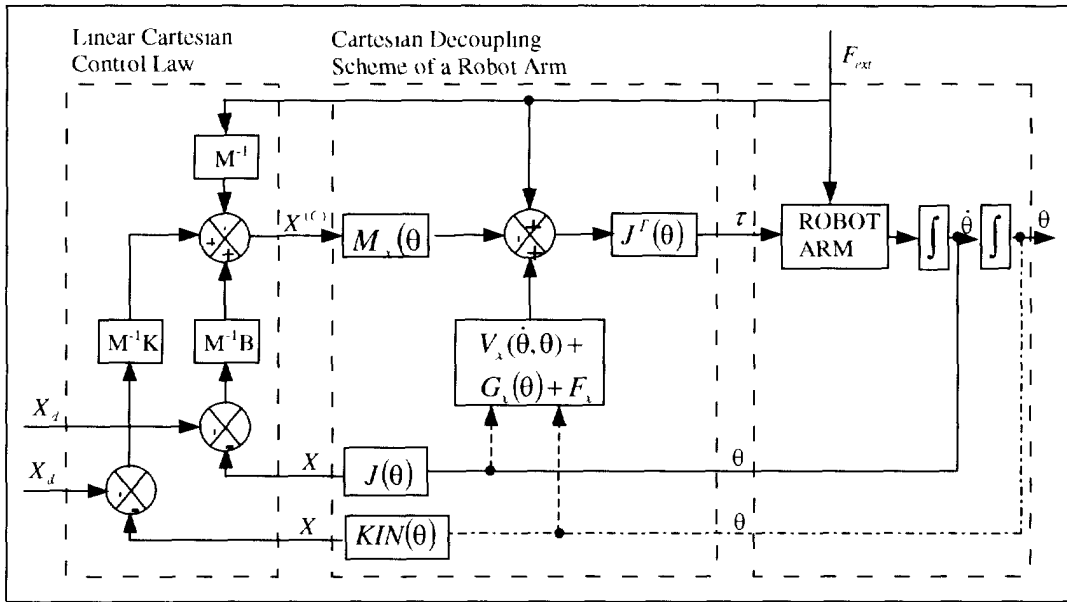 Linear Cartesian
Control Law
Cartesian Decoupling
Scheme of a Robot Arm
F_ext
M⁻¹
X^(C)
M_x(θ
J^T(θ)
τ
ROBOT
ARM
∫
θ̇
∫
θ
M⁻¹K
M⁻¹B
V_x(θ̇,θ) +
G_x(θ) + F_x
X_d
X
J(θ)
θ
X_d
X
KIN(θ)
θ